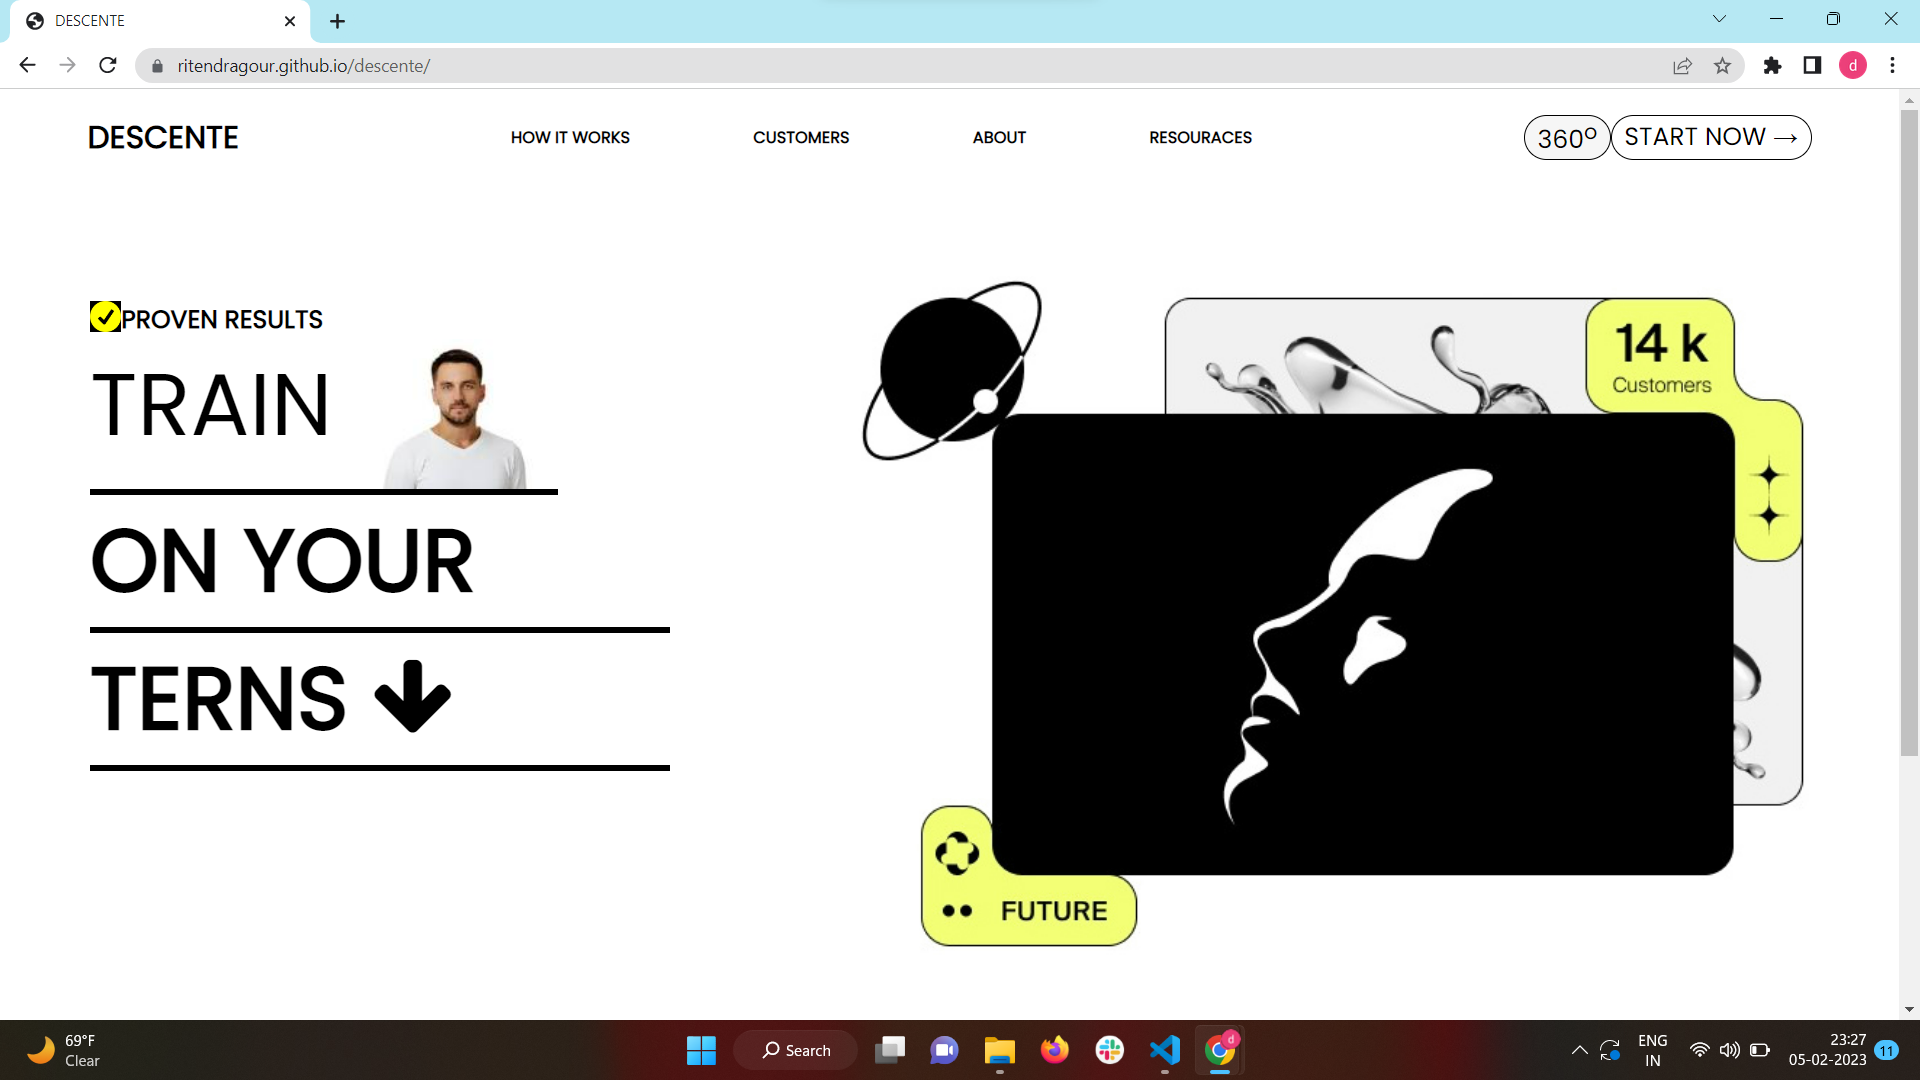 DESCENTE
ritendragour.github.io/descente/
d
DESCENTE
HOW IT WORKS
CUSTOMERS
ABOUT
RESOURACES
360º
START NOW →
PROVEN RESULTS
TRAIN
ON YOUR
TERNS
14 k
Customers
FUTURE
69°F
Clear
Search
d
ENG
IN
23:27
05-02-2023
11